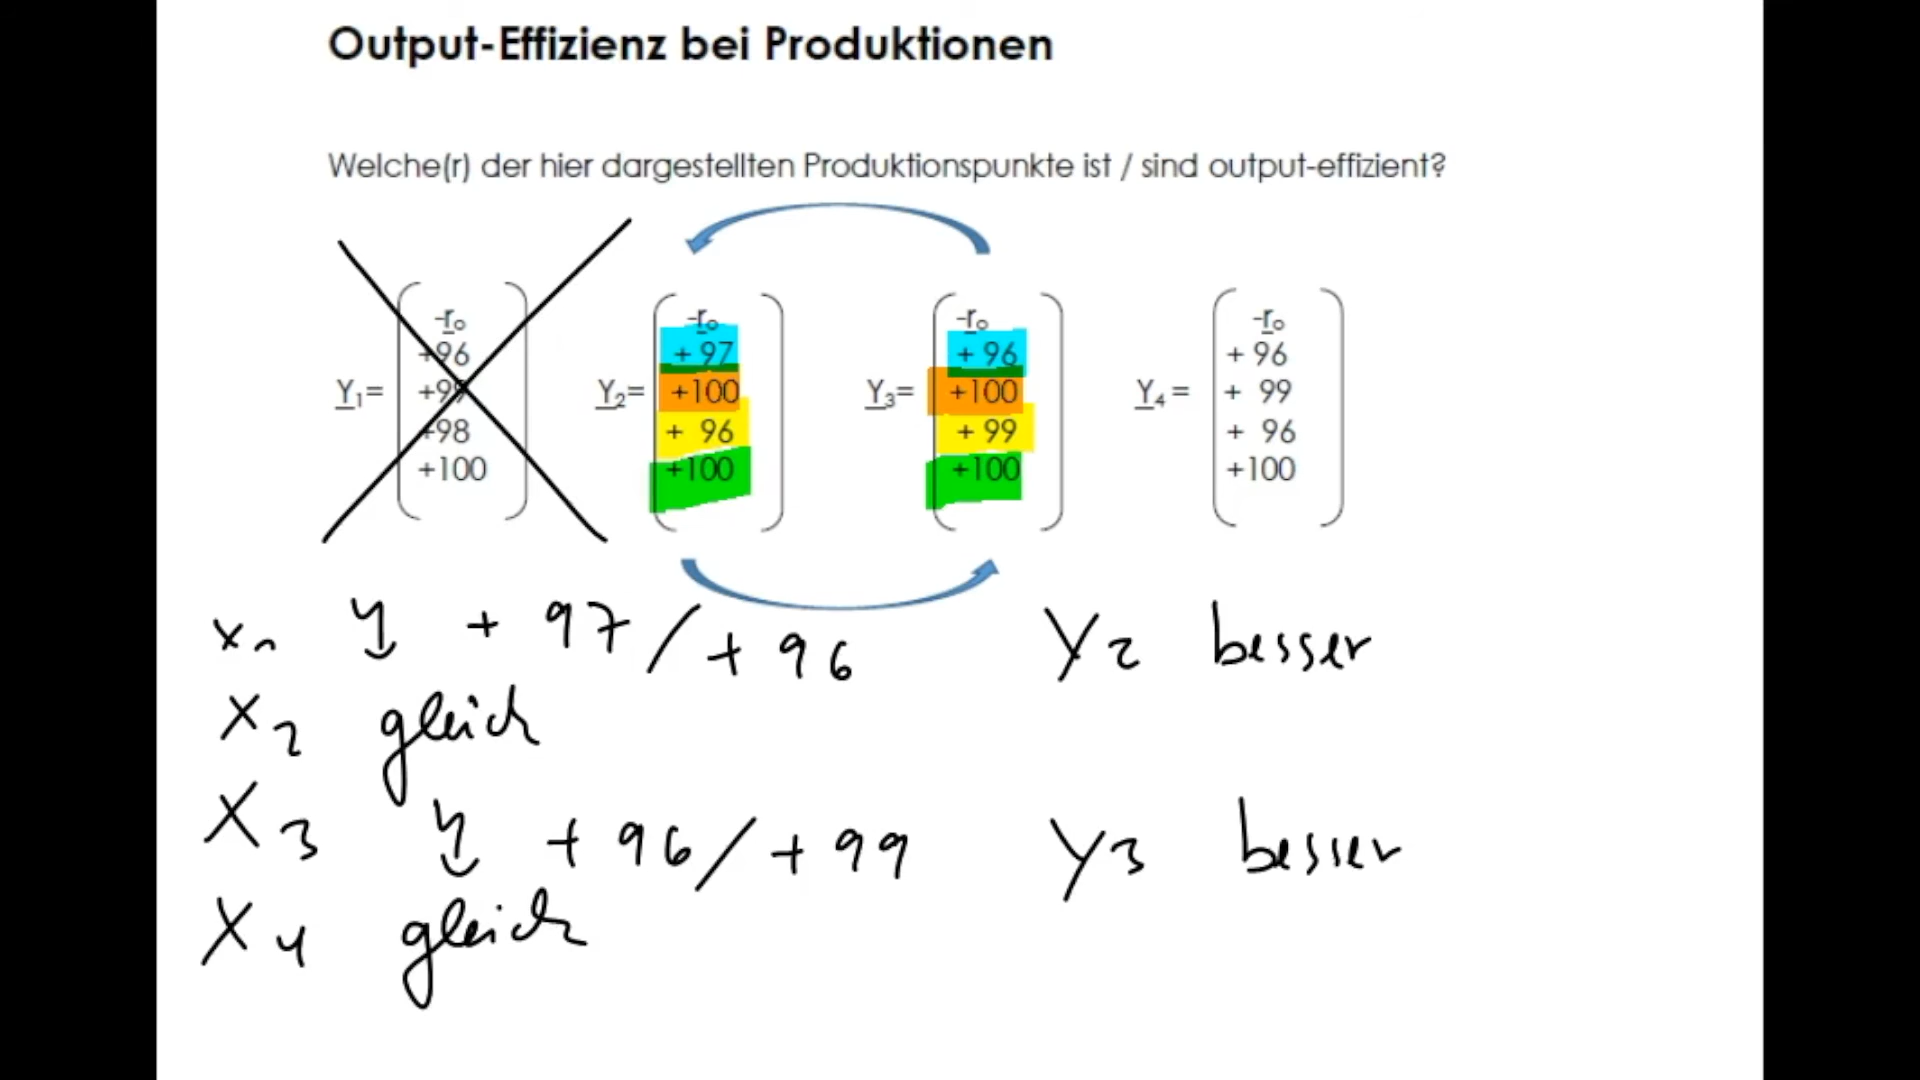 Output-Effizienz bei Produktionen
Welche(r) der hier dargestellten Produktionspunkte ist / sind output-effizient?
Y₁=
-r₀
+96
+99
+98
+100
Y₂=
-r₀
+ 97
+100
+ 96
+100
Y₃=
-r₀
+ 96
+100
+ 99
+100
Y₄=
-r₀
+ 96
+ 99
+ 96
+100
+ 97 / + 96 Y2 besser
X2 gleich
X3 + 96 / + 99 Y3 besser
X4 gleich